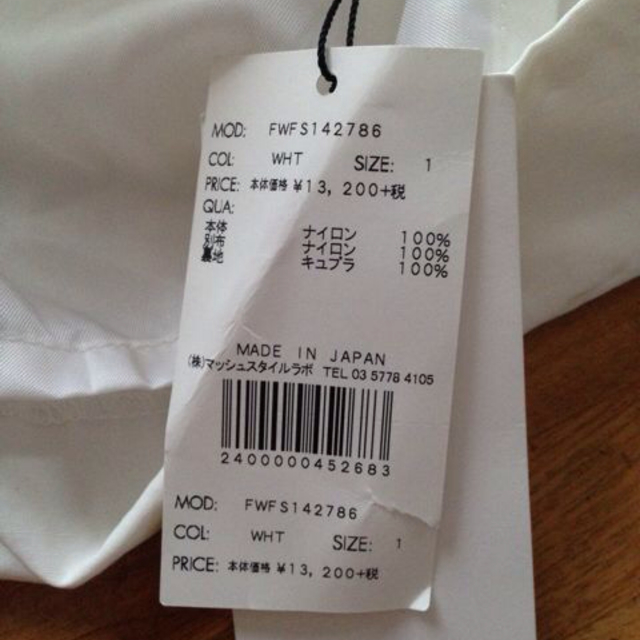 MOD: FWFS142786
COL: WHT SIZE: 1
PRICE: 本体価格 ¥13, 200+税
QUA:
本体 ナイロン 100%
別布 ナイロン 100%
裏地 キュプラ 100%
MADE IN JAPAN
(株)マッシュスタイルラボ TEL 03 5778 4105
2400000452683
MOD: FWFS142786
COL: WHT SIZE: 1
PRICE: 本体価格 ¥13, 200+税